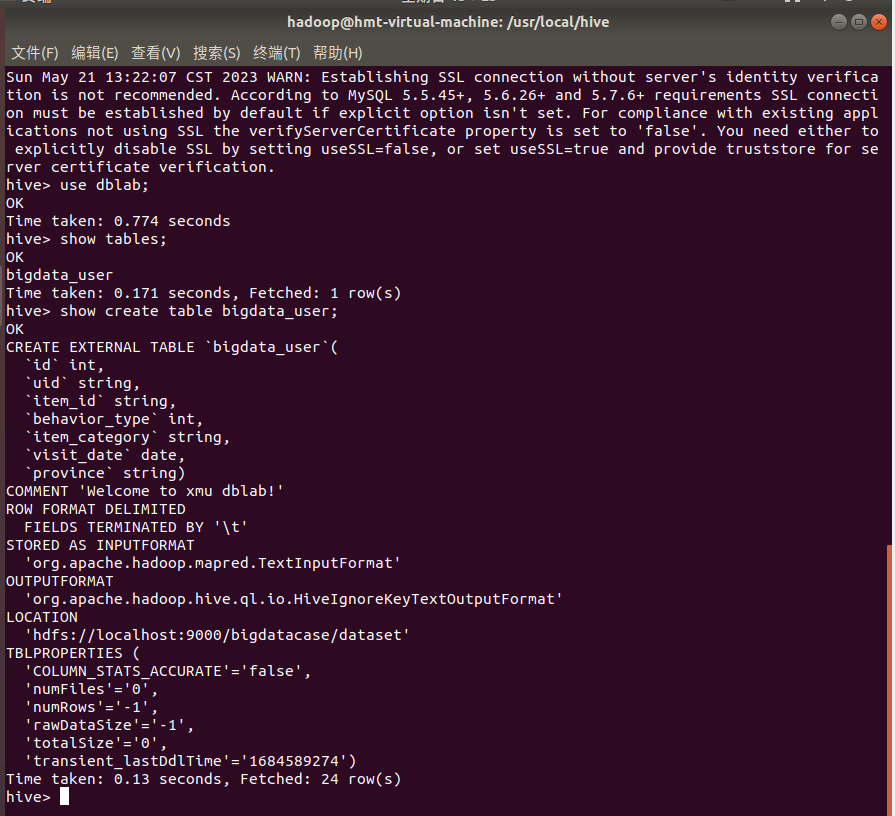 hadoop@hmt-virtual-machine: /usr/local/hive
文件(F) 编辑(E) 查看(V) 搜索(S) 终端(T) 帮助(H)
Sun May 21 13:22:07 CST 2023 WARN: Establishing SSL connection without server's identity verifica
tion is not recommended. According to MySQL 5.5.45+, 5.6.26+ and 5.7.6+ requirements SSL connecti
on must be established by default if explicit option isn't set. For compliance with existing appl
ications not using SSL the verifyServerCertificate property is set to 'false'. You need either to
 explicitly disable SSL by setting useSSL=false, or set useSSL=true and provide truststore for se
rver certificate verification.
hive> use dblab;
OK
Time taken: 0.774 seconds
hive> show tables;
OK
bigdata_user
Time taken: 0.171 seconds, Fetched: 1 row(s)
hive> show create table bigdata_user;
OK
CREATE EXTERNAL TABLE `bigdata_user`(
  `id` int,
  `uid` string,
  `item_id` string,
  `behavior_type` int,
  `item_category` string,
  `visit_date` date,
  `province` string)
COMMENT 'Welcome to xmu dblab!'
ROW FORMAT DELIMITED
  FIELDS TERMINATED BY '\t'
STORED AS INPUTFORMAT
  'org.apache.hadoop.mapred.TextInputFormat'
OUTPUTFORMAT
  'org.apache.hadoop.hive.ql.io.HiveIgnoreKeyTextOutputFormat'
LOCATION
  'hdfs://localhost:9000/bigdatacase/dataset'
TBLPROPERTIES (
  'COLUMN_STATS_ACCURATE'='false',
  'numFiles'='0',
  'numRows'='-1',
  'rawDataSize'='-1',
  'totalSize'='0',
  'transient_lastDdlTime'='1684589274')
Time taken: 0.13 seconds, Fetched: 24 row(s)
hive>